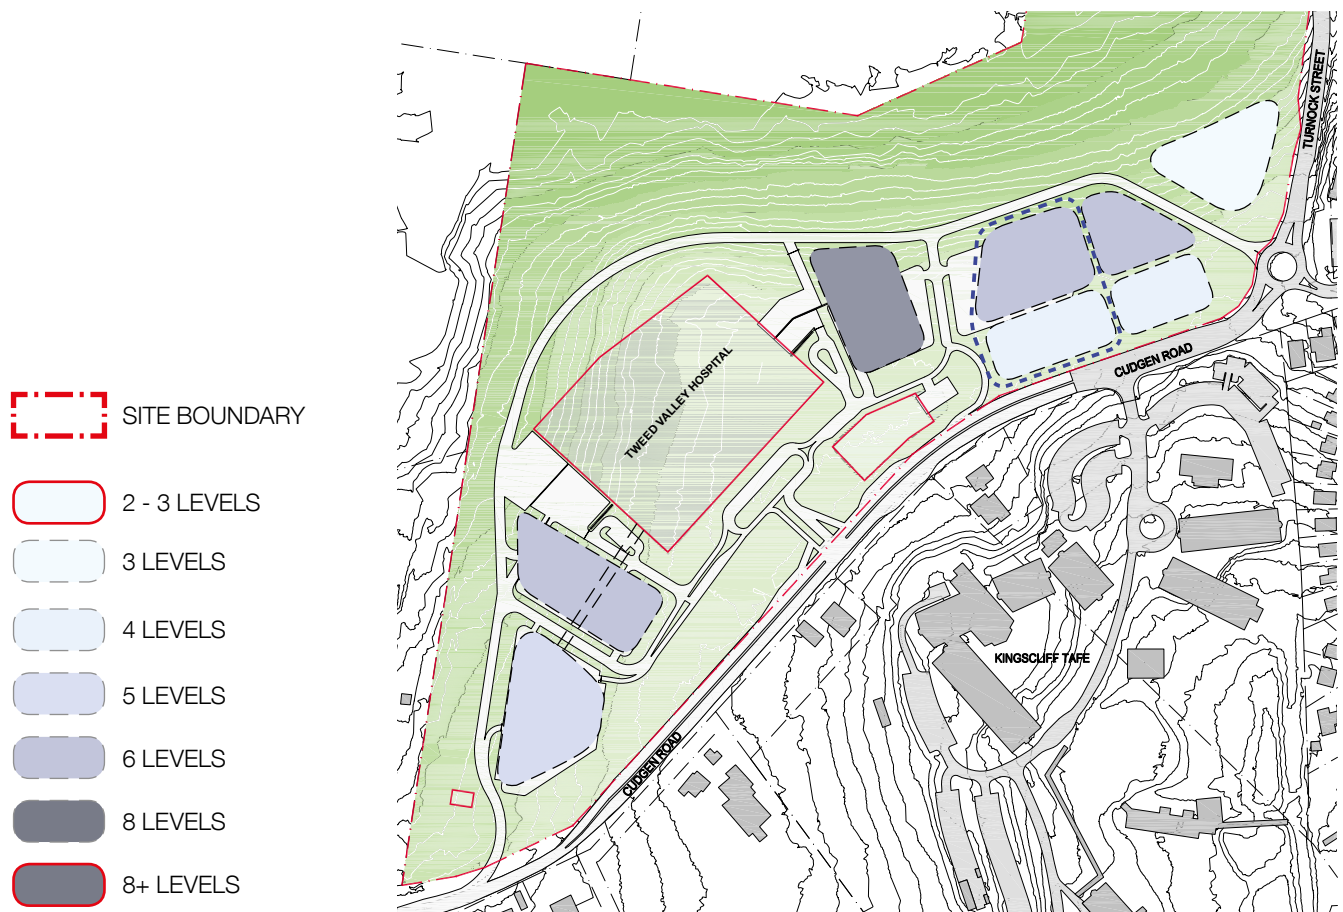 SITE BOUNDARY
2 - 3 LEVELS
3 LEVELS
4 LEVELS
5 LEVELS
6 LEVELS
8 LEVELS
8+ LEVELS
TURNOCK STREET
CUDGEN ROAD
TWEED VALLEY HOSPITAL
KINGSCLIFF TAFE
CUDGEN ROAD